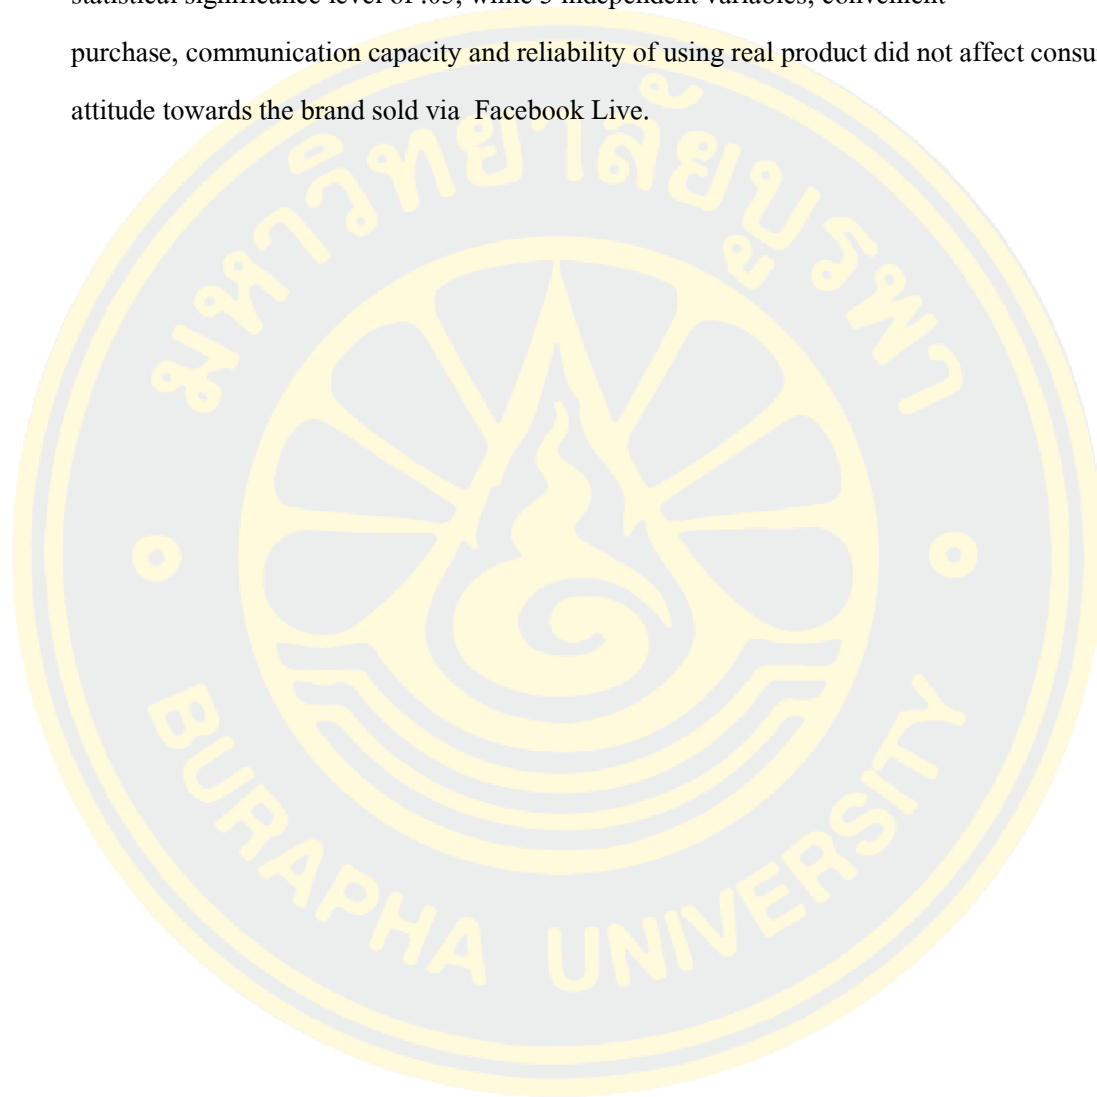 purchase, communication capacity and reliability of using real product did not affect
attitude towards the brand sold via Facebook Live.
มหาวิทยาลัยบูรพา
BURAPHA UNIVERSITY